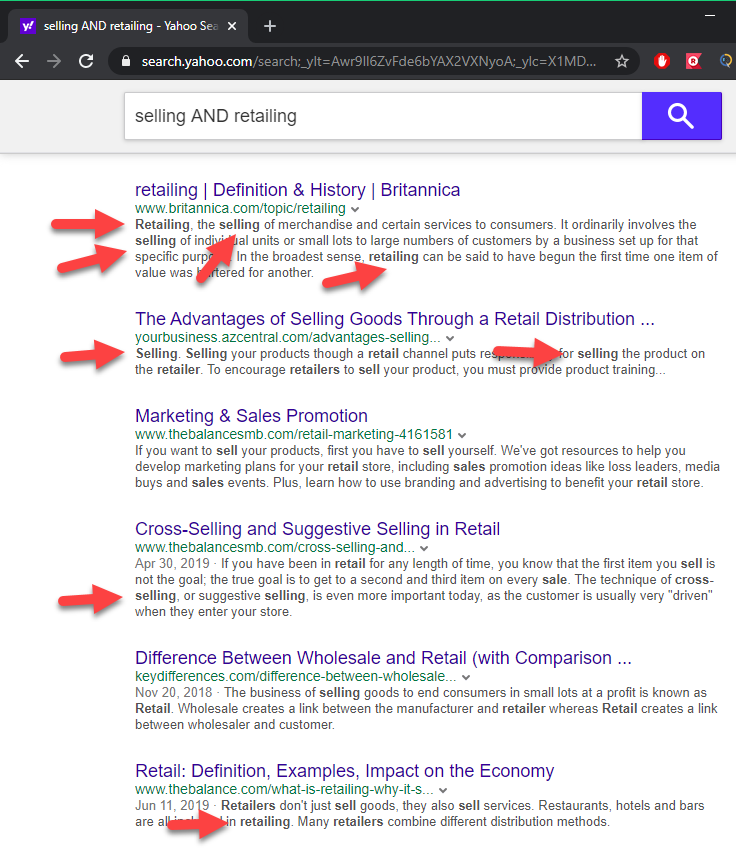 selling AND retailing - Yahoo Sea
search.yahoo.com/search;_ylt=Awr9Il6ZvFde6bYAX2VXNyoA;_ylc=X1MD...
selling AND retailing
retailing | Definition & History | Britannica
www.britannica.com/topic/retailing
Retailing, the selling of merchandise and certain services to consumers. It ordinarily involves the
selling of individual units or small lots to large numbers of customers by a business set up for that
specific purpose. In the broadest sense, retailing can be said to have begun the first time one item of
value was bartered for another.
The Advantages of Selling Goods Through a Retail Distribution ...
yourbusiness.azcentral.com/advantages-selling...
Selling. Selling your products though a retail channel puts for selling the product on
the retailer. To encourage retailers to sell your product, you must provide product training...
Marketing & Sales Promotion
www.thebalancesmb.com/retail-marketing-4161581
If you want to sell your products, first you have to sell yourself. We've got resources to help you
develop marketing plans for your retail store, including sales promotion ideas like loss leaders, media
buys and sales events. Plus, learn how to use branding and advertising to benefit your retail store.
Cross-Selling and Suggestive Selling in Retail
www.thebalancesmb.com/cross-selling-and...
Apr 30, 2019 · If you have been in retail for any length of time, you know that the first item you sell is
not the goal; the true goal is to get to a second and third item on every sale. The technique of cross-
selling, or suggestive selling, is even more important today, as the customer is usually very "driven"
when they enter your store.
Difference Between Wholesale and Retail (with Comparison ...
keydifferences.com/difference-between-wholesale...
Nov 20, 2018 · The business of selling goods to end consumers in small lots at a profit is known as
Retail. Wholesale creates a link between the manufacturer and retailer whereas Retail creates a link
between wholesaler and customer.
Retail: Definition, Examples, Impact on the Economy
www.thebalance.com/what-is-retailing-why-it-s...
Jun 11, 2019 · Retailers don't just sell goods, they also sell services. Restaurants, hotels and bars
are all in retailing. Many retailers combine different distribution methods.